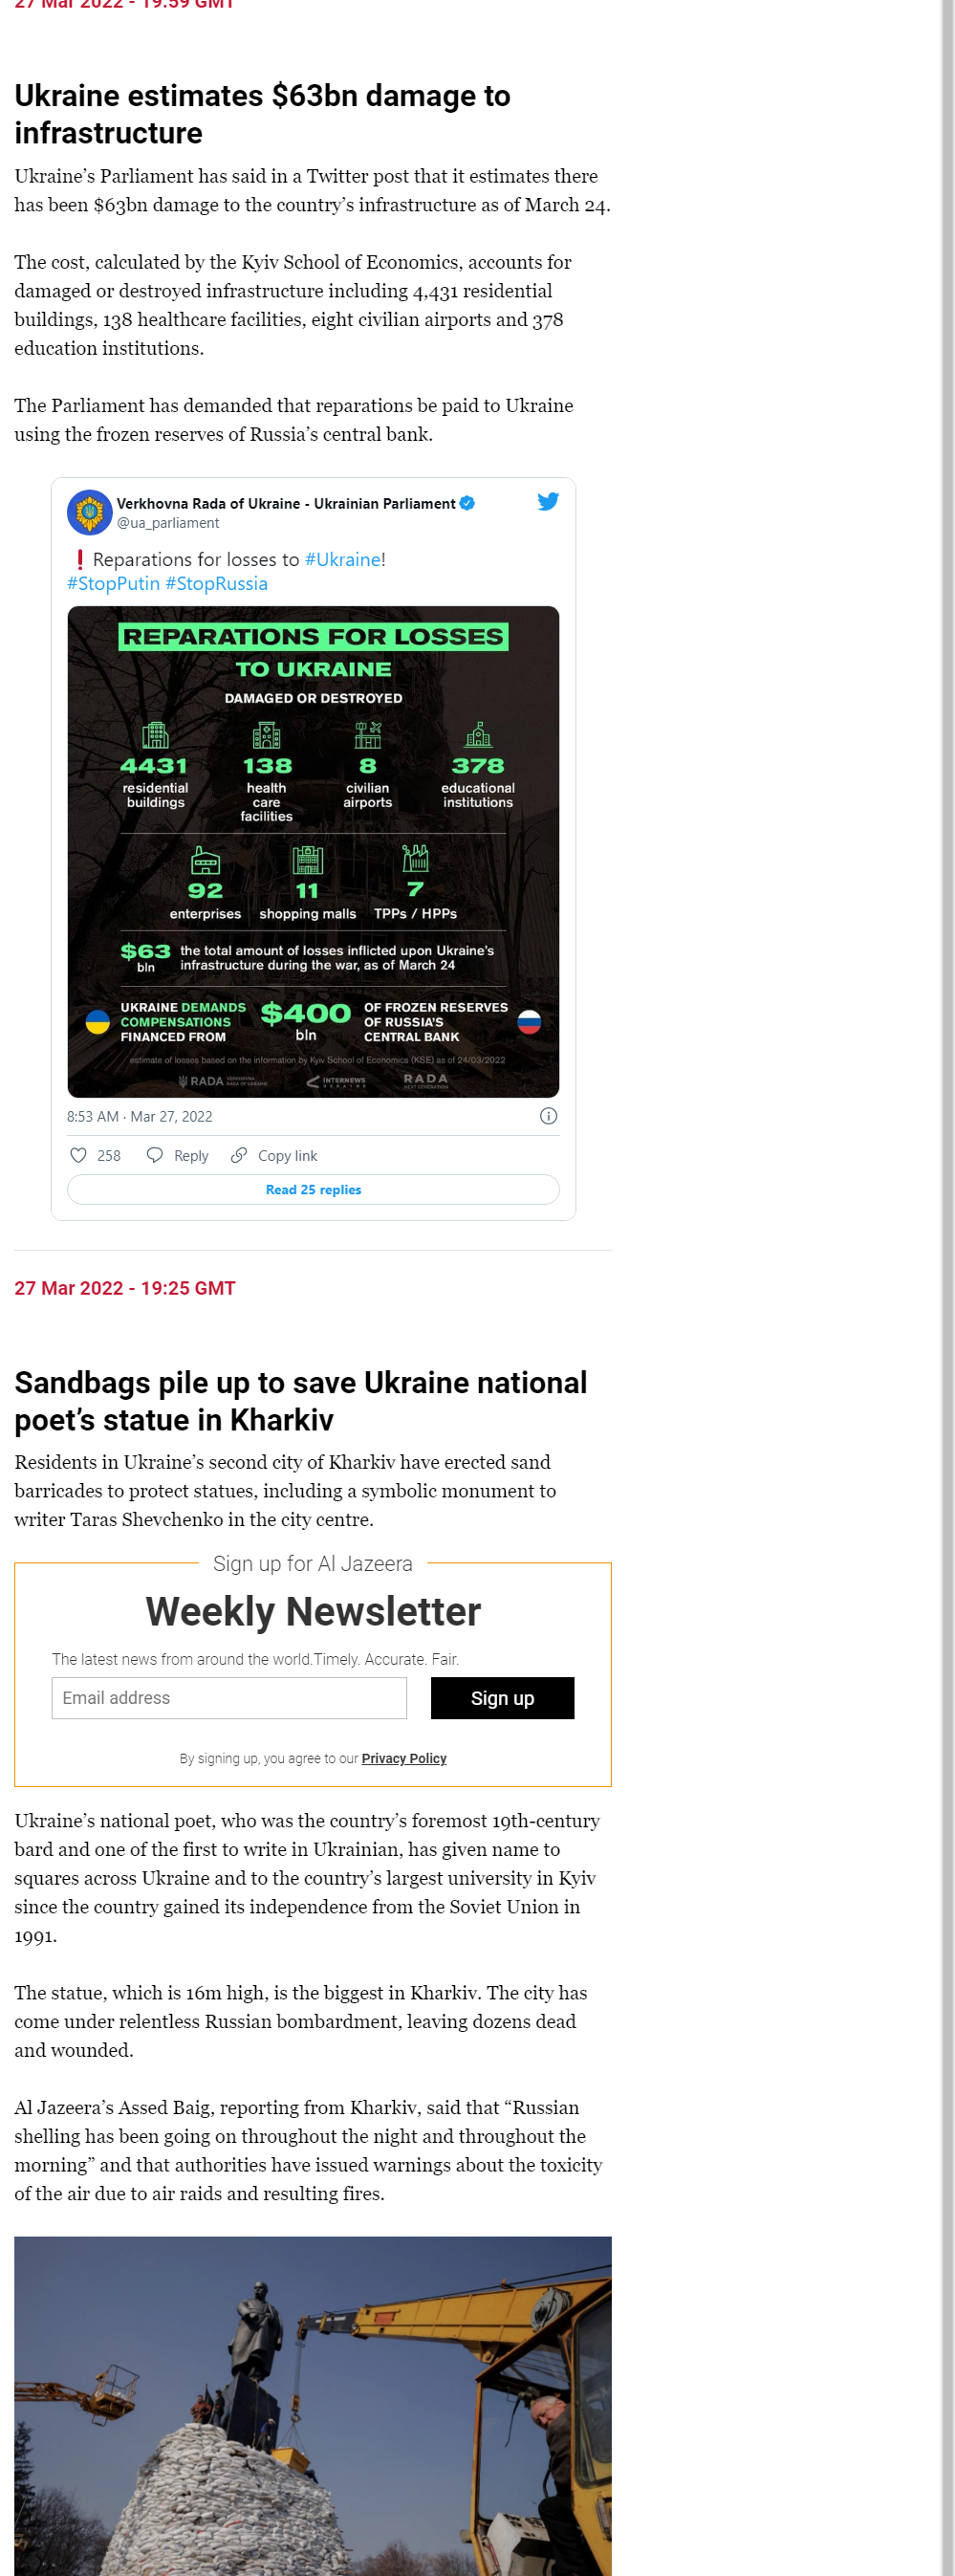 27 Mar 2022 - 19:59 GMT
Ukraine estimates $63bn damage to
infrastructure
Ukraine’s Parliament has said in a Twitter post that it estimates there
has been $63bn damage to the country’s infrastructure as of March 24.
The cost, calculated by the Kyiv School of Economics, accounts for
damaged or destroyed infrastructure including 4,431 residential
buildings, 138 healthcare facilities, eight civilian airports and 378
education institutions.
The Parliament has demanded that reparations be paid to Ukraine
using the frozen reserves of Russia’s central bank.
Verkhovna Rada of Ukraine - Ukrainian Parliament
@ua_parliament
❗ Reparations for losses to #Ukraine!
#StopPutin #StopRussia
REPARATIONS FOR LOSSES
TO UKRAINE
DAMAGED OR DESTROYED
4431 138 8 378
residential health civilian educational
buildings care airports institutions
facilities
92 11 7
enterprises shopping malls TPPs / HPPs
$63 the total amount of losses inflicted upon Ukraine’s
bln infrastructure during the war, as of March 24
UKRAINE DEMANDS $400 OF FROZEN RESERVES
COMPENSATIONS OF RUSSIA’S
FINANCED FROM bln CENTRAL BANK
estimate of losses based on the information by Kyiv School of Economics (KSE) as of 24/03/2022
RADA VERKHOVNA RADA OF UKRAINE INTERNEWS UKRAINE RADA NEXT GENERATION
8:53 AM · Mar 27, 2022
258 Reply Copy link
Read 25 replies
27 Mar 2022 - 19:25 GMT
Sandbags pile up to save Ukraine national
poet’s statue in Kharkiv
Residents in Ukraine’s second city of Kharkiv have erected sand
barricades to protect statues, including a symbolic monument to
writer Taras Shevchenko in the city centre.
Sign up for Al Jazeera
Weekly Newsletter
The latest news from around the world.Timely. Accurate. Fair.
Email address Sign up
By signing up, you agree to our Privacy Policy
Ukraine’s national poet, who was the country’s foremost 19th-century
bard and one of the first to write in Ukrainian, has given name to
squares across Ukraine and to the country’s largest university in Kyiv
since the country gained its independence from the Soviet Union in
1991.
The statue, which is 16m high, is the biggest in Kharkiv. The city has
come under relentless Russian bombardment, leaving dozens dead
and wounded.
Al Jazeera’s Assed Baig, reporting from Kharkiv, said that “Russian
shelling has been going on throughout the night and throughout the
morning” and that authorities have issued warnings about the toxicity
of the air due to air raids and resulting fires.